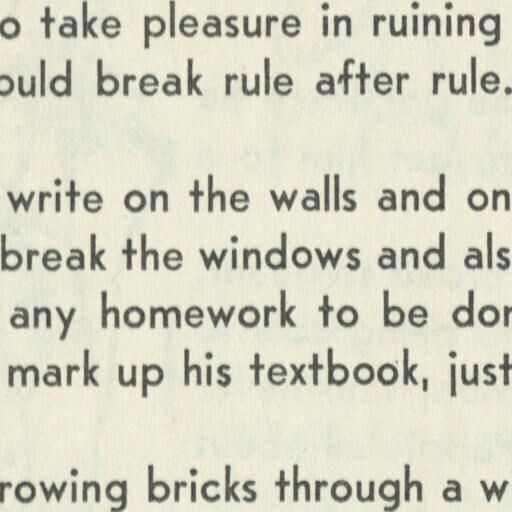 o take pleasure in ruining
ould break rule after rule.
write on the walls and on
break the windows and als
any homework to be don
mark up his textbook, just
rowing bricks through a w